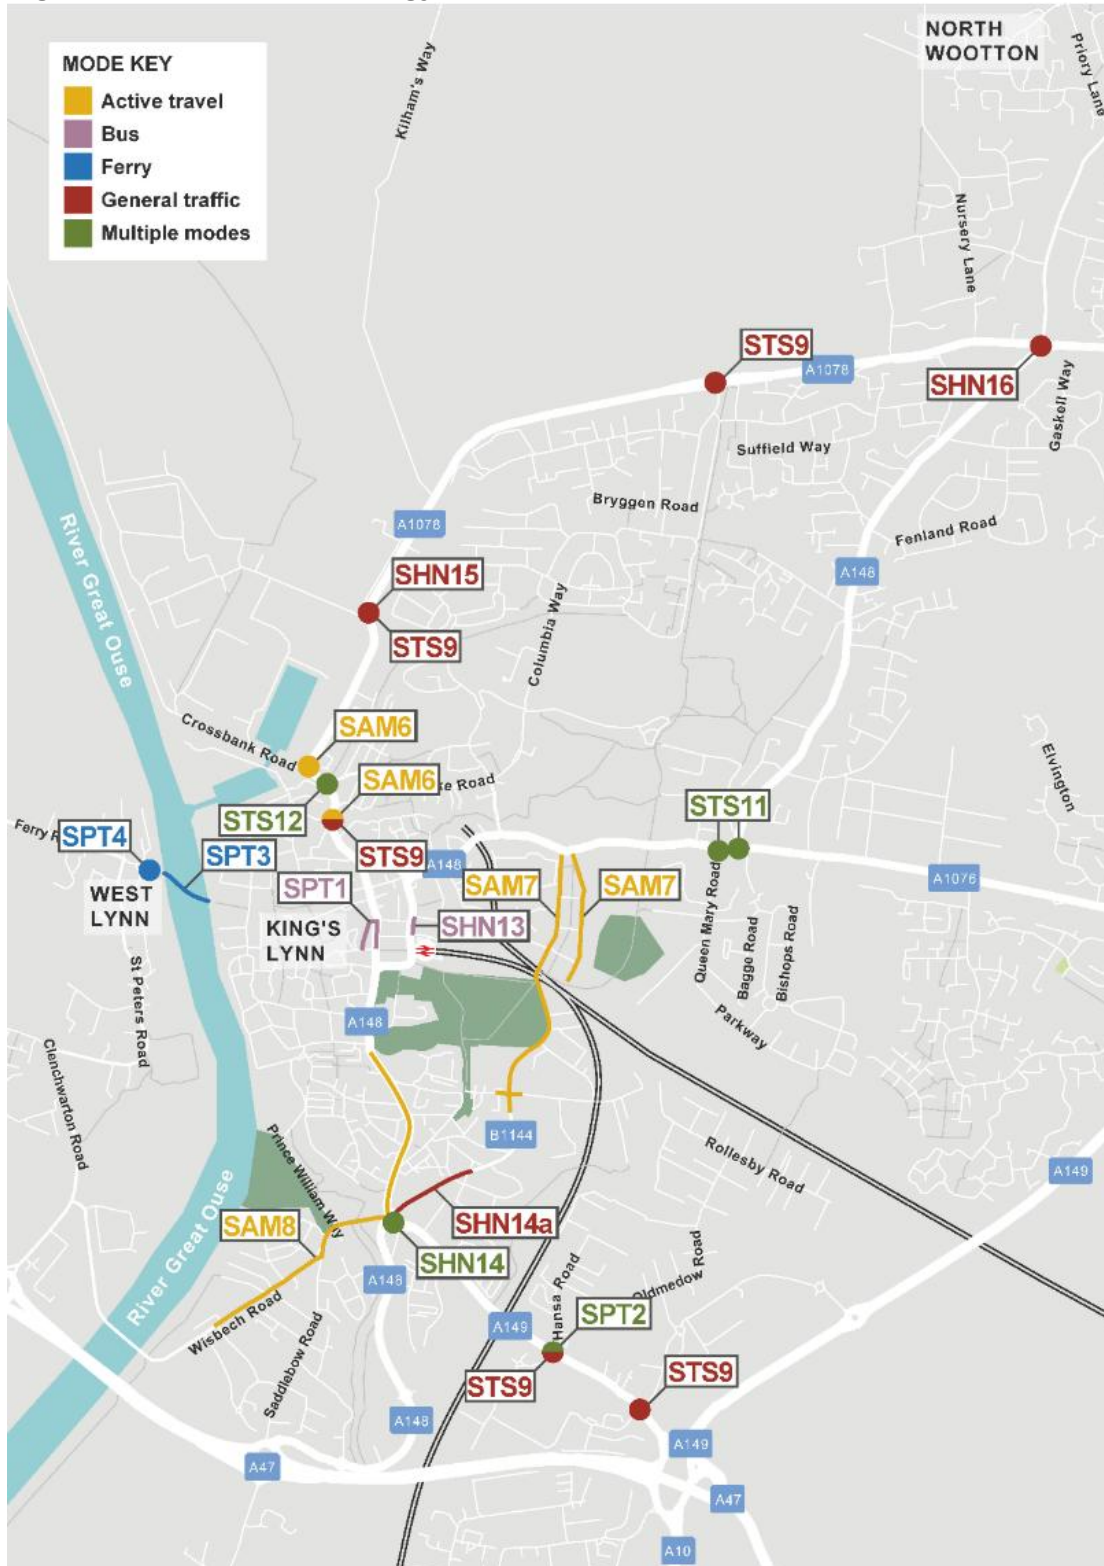 NORTH
WOOTTON
Priory Lane
MODE KEY
Active travel
Bus
Ferry
General traffic
Multiple modes
Kilham's Way
Nursery Lane
STS9
A1078
SHN16
Gaskell Way
Suffield Way
Bryggen Road
A1078
Fenland Road
A148
SHN15
STS9
Columbia Way
River Great Ouse
Crossbank Road
SAM6
SAM6
ke Road
STS12
STS11
Elvington
Ferry R
SPT4
SPT3
STS9
A148
A1076
WEST
LYNN
SPT1
SAM7
SAM7
KING'S
LYNN
SHN13
Queen Mary Road
Bagge Road
Bishops Road
St Peters Road
A148
Parkway
Clenchwarton Road
B1144
Rollesby Road
A149
Prince William Way
River Great Ouse
SAM8
SHN14a
SHN14
A148
Hansa Road
Oldmedow Road
SPT2
A149
Wisbech Road
Saddlebow Road
STS9
STS9
A148
A149
A47
A47
A10